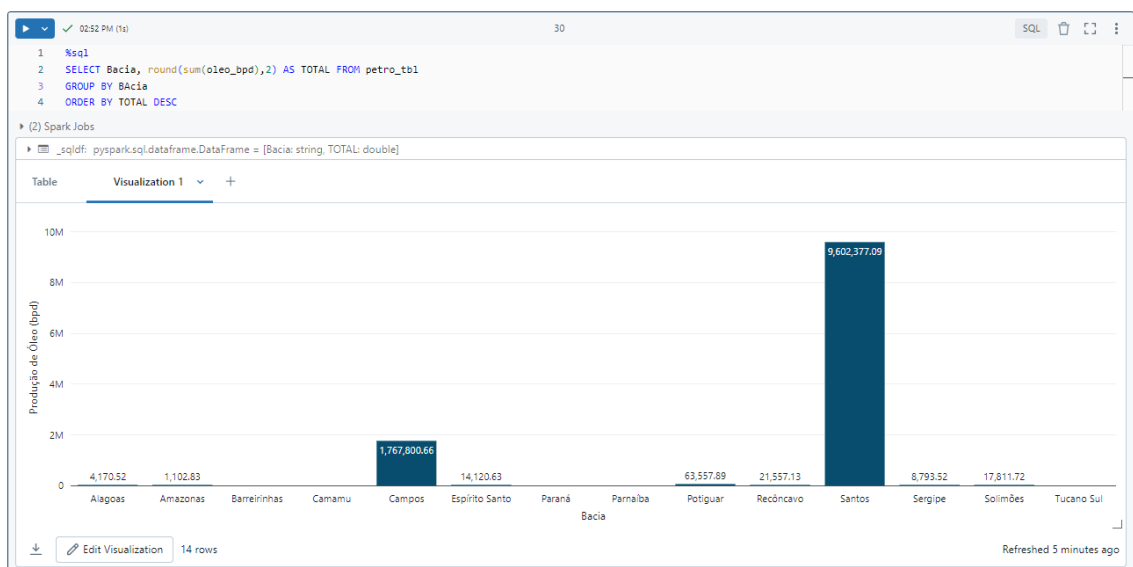 02:52 PM (1s)
30
SQL
1 %sql
2 SELECT Bacia, round(sum(oleo_bpd),2) AS TOTAL FROM petro_tbl
3 GROUP BY BAcia
4 ORDER BY TOTAL DESC
(2) Spark Jobs
_sqldf: pyspark.sql.dataframe.DataFrame = [Bacia: string, TOTAL: double]
Table
Visualization 1
+
10M
8M
6M
4M
2M
0
Produção de Óleo (bpd)
4,170.52
1,102.83
1,767,800.66
14,120.63
63,557.89
21,557.13
9,602,377.09
8,793.52
17,811.72
Alagoas
Amazonas
Barreirinhas
Camamu
Campos
Espírito Santo
Paraná
Parnaíba
Potiguar
Recôncavo
Santos
Sergipe
Solimões
Tucano Sul
Bacia
Edit Visualization
14 rows
Refreshed 5 minutes ago